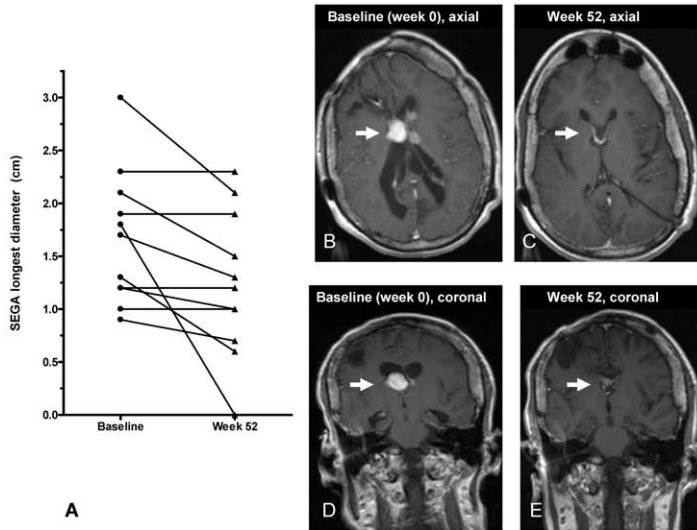 Baseline (week 0), axial
Week 52, axial
SEGA longest diameter (cm)
3.0
2.5
2.0
1.5
1.0
0.5
0.0
Baseline
Week 52
A
B
C
Baseline (week 0), coronal
Week 52, coronal
D
E